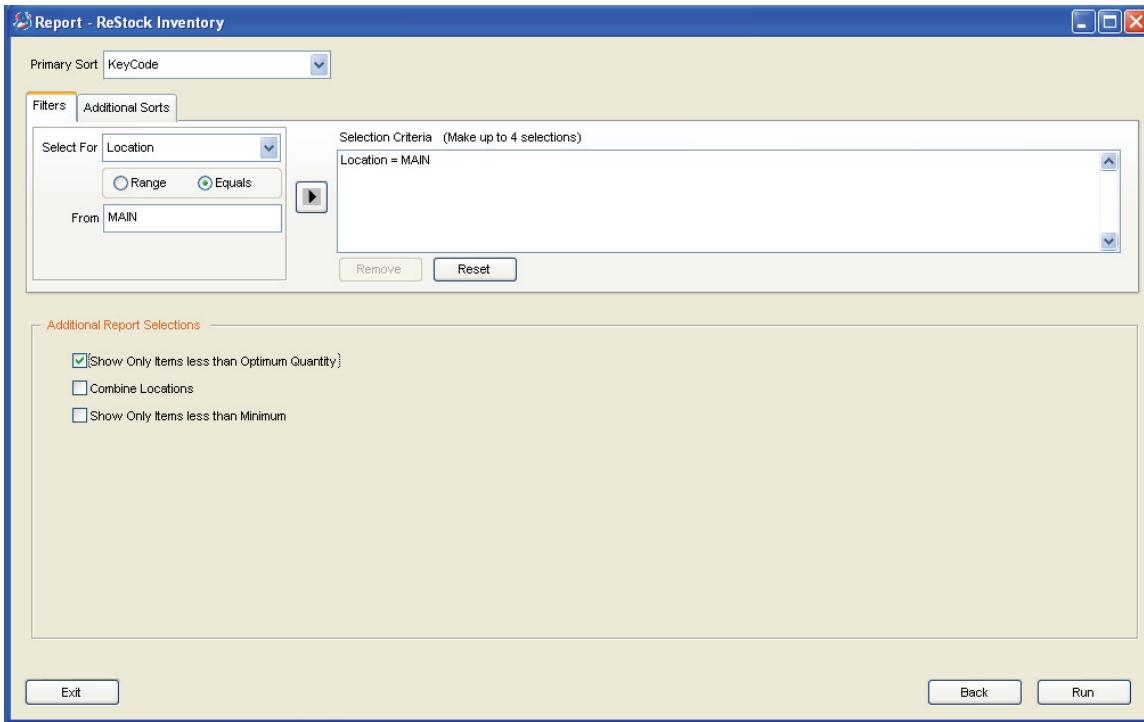 Report - ReStock Inventory
Primary Sort KeyCode
Filters Additional Sorts
Select For Location
Range Equals
From MAIN
Selection Criteria (Make up to 4 selections)
Location = MAIN
Remove Reset
Additional Report Selections
Show Only Items less than Optimum Quantity
Combine Locations
Show Only Items less than Minimum
Exit Back Run